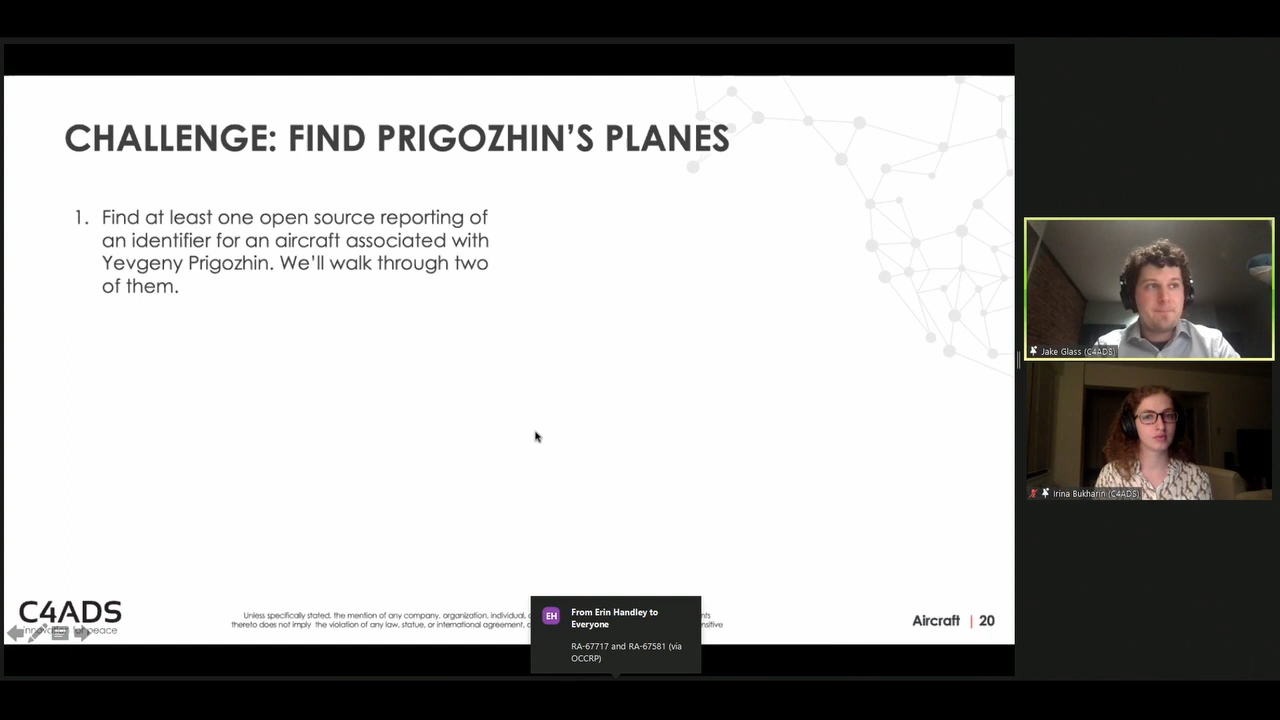 CHALLENGE: FIND PRIGOZHIN'S PLANES
1. Find at least one open source reporting of
an identifier for an aircraft associated with
Yevgeny Prigozhin. We'll walk through two
of them.
Jake Glass (C4ADS)
Irina Bukharin (C4ADS)
C4ADS
innovation for peace
Unless specifically stated, the mention of any company, organization, individual,
thereto does not imply the violation of any law, statue, or international agreement,
EH
From Erin Handley to
Everyone
RA-67717 and RA-67581 (via
OCCRP)
Aircraft | 20